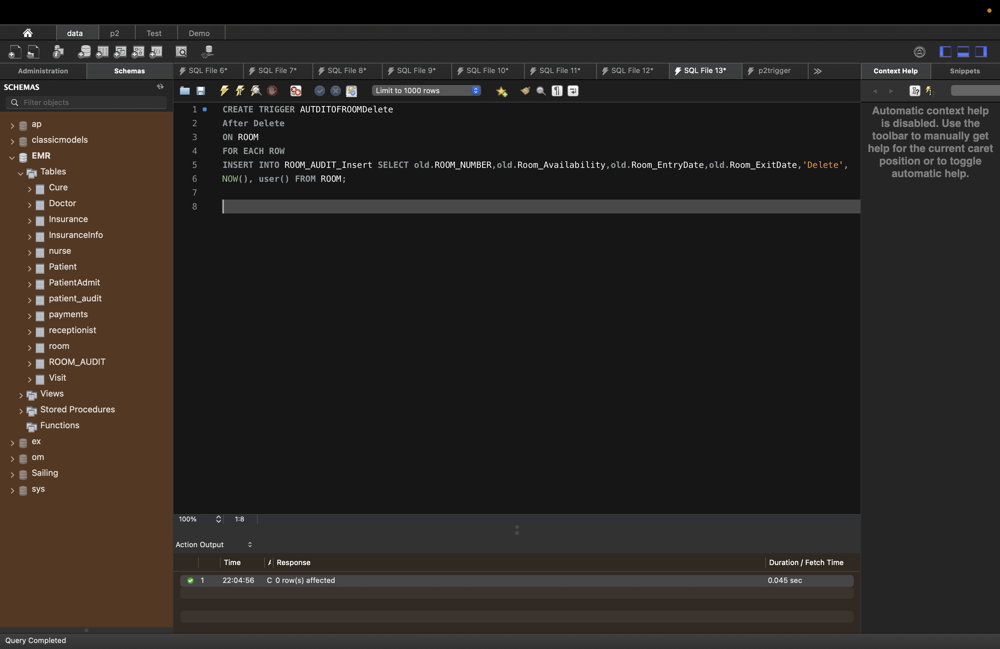 data p2 Test Demo
Administration Schemas SQL File 6* SQL File 7* SQL File 8* SQL File 9* SQL File 10* SQL File 11* SQL File 12* SQL File 13* p2trigger Context Help Snippets
SCHEMAS
Limit to 1000 rows
Filter objects
ap
classicmodels
EMR
Tables
Cure
Doctor
Insurance
InsuranceInfo
nurse
Patient
PatientAdmit
patient_audit
payments
receptionist
room
ROOM_AUDIT
Visit
Views
Stored Procedures
Functions
ex
om
Sailing
sys
1 CREATE TRIGGER AUTDITOFROOMDelete
2 After Delete
3 ON ROOM
4 FOR EACH ROW
5 INSERT INTO ROOM_AUDIT_Insert SELECT old.ROOM_NUMBER,old.Room_Availability,old.Room_EntryDate,old.Room_ExitDate,'Delete',
6 NOW(), user() FROM ROOM;
7
8
Automatic context help
is disabled. Use the
toolbar to manually get
help for the current caret
position or to toggle
automatic help.
100% 1:8
Action Output
Time A Response Duration / Fetch Time
1 22:04:56 C 0 row(s) affected 0.045 sec
Query Completed